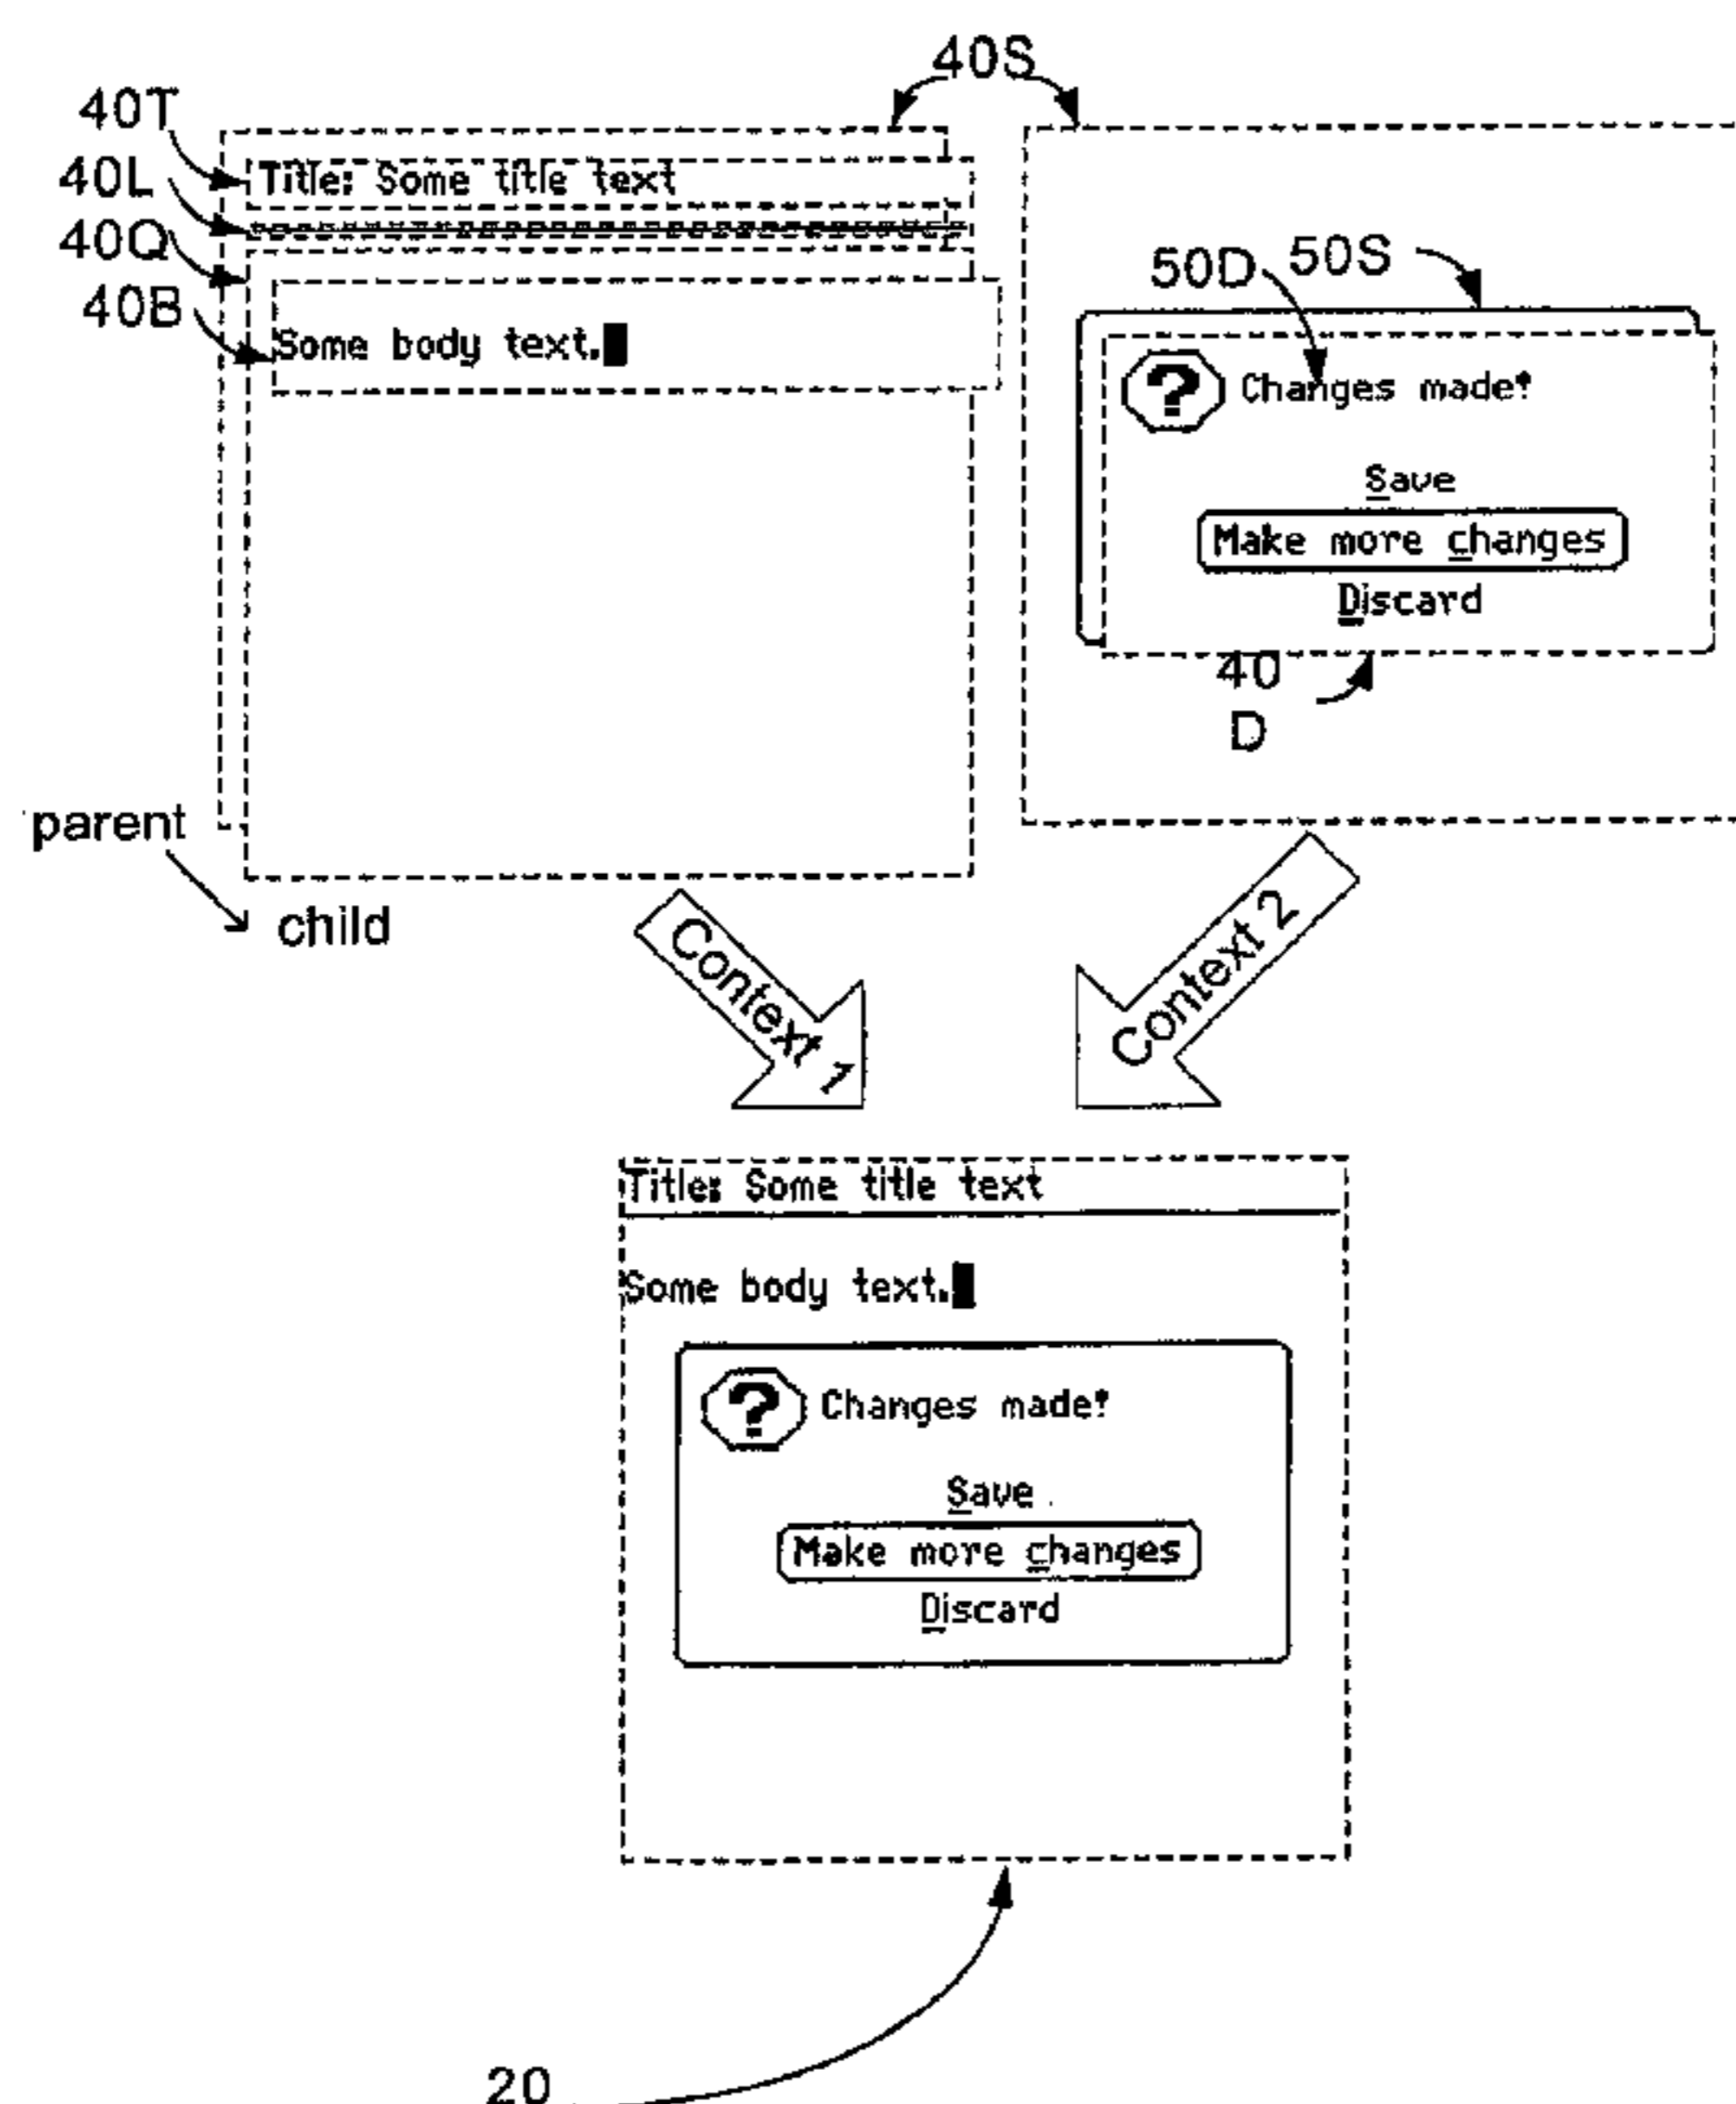 40S
40T
Title: Some title text
40L
40Q
40B
Some body text.
50D
50S
? Changes made!
Save
Make more changes
Discard
40
D
parent
child
Context 1
Context 2
Title: Some title text
Some body text.
? Changes made!
Save
Make more changes
Discard
20